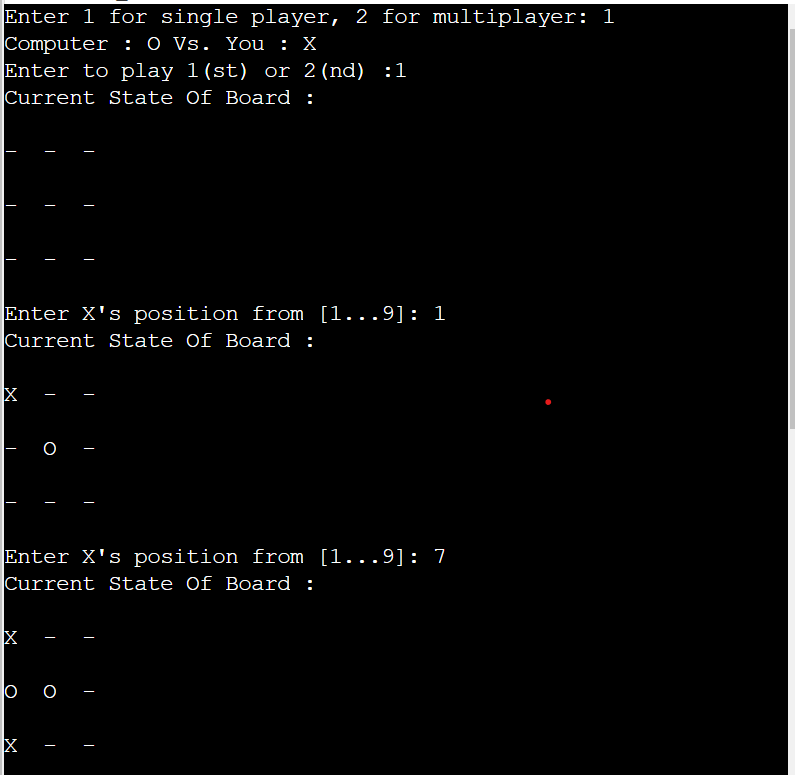 Enter 1 for single player, 2 for multiplayer: 1
Computer : O Vs. You : X
Enter to play 1(st) or 2(nd) :1
Current State Of Board :
- - -
- - -
- - -
Enter X's position from [1...9]: 1
Current State Of Board :
X - -
- O -
- - -
Enter X's position from [1...9]: 7
Current State Of Board :
X - -
O O -
X - -